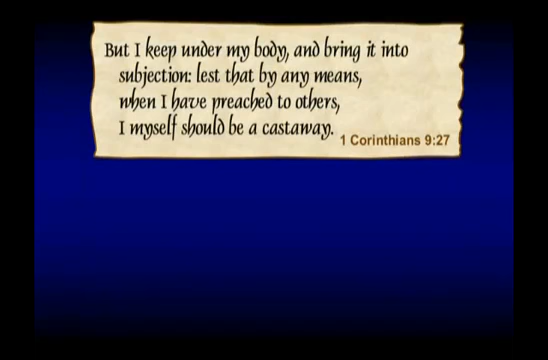 But I keep under my body, and bring it into
subjection: lest that by any means,
when I have preached to others,
I myself should be a castaway.
1 Corinthians 9:27